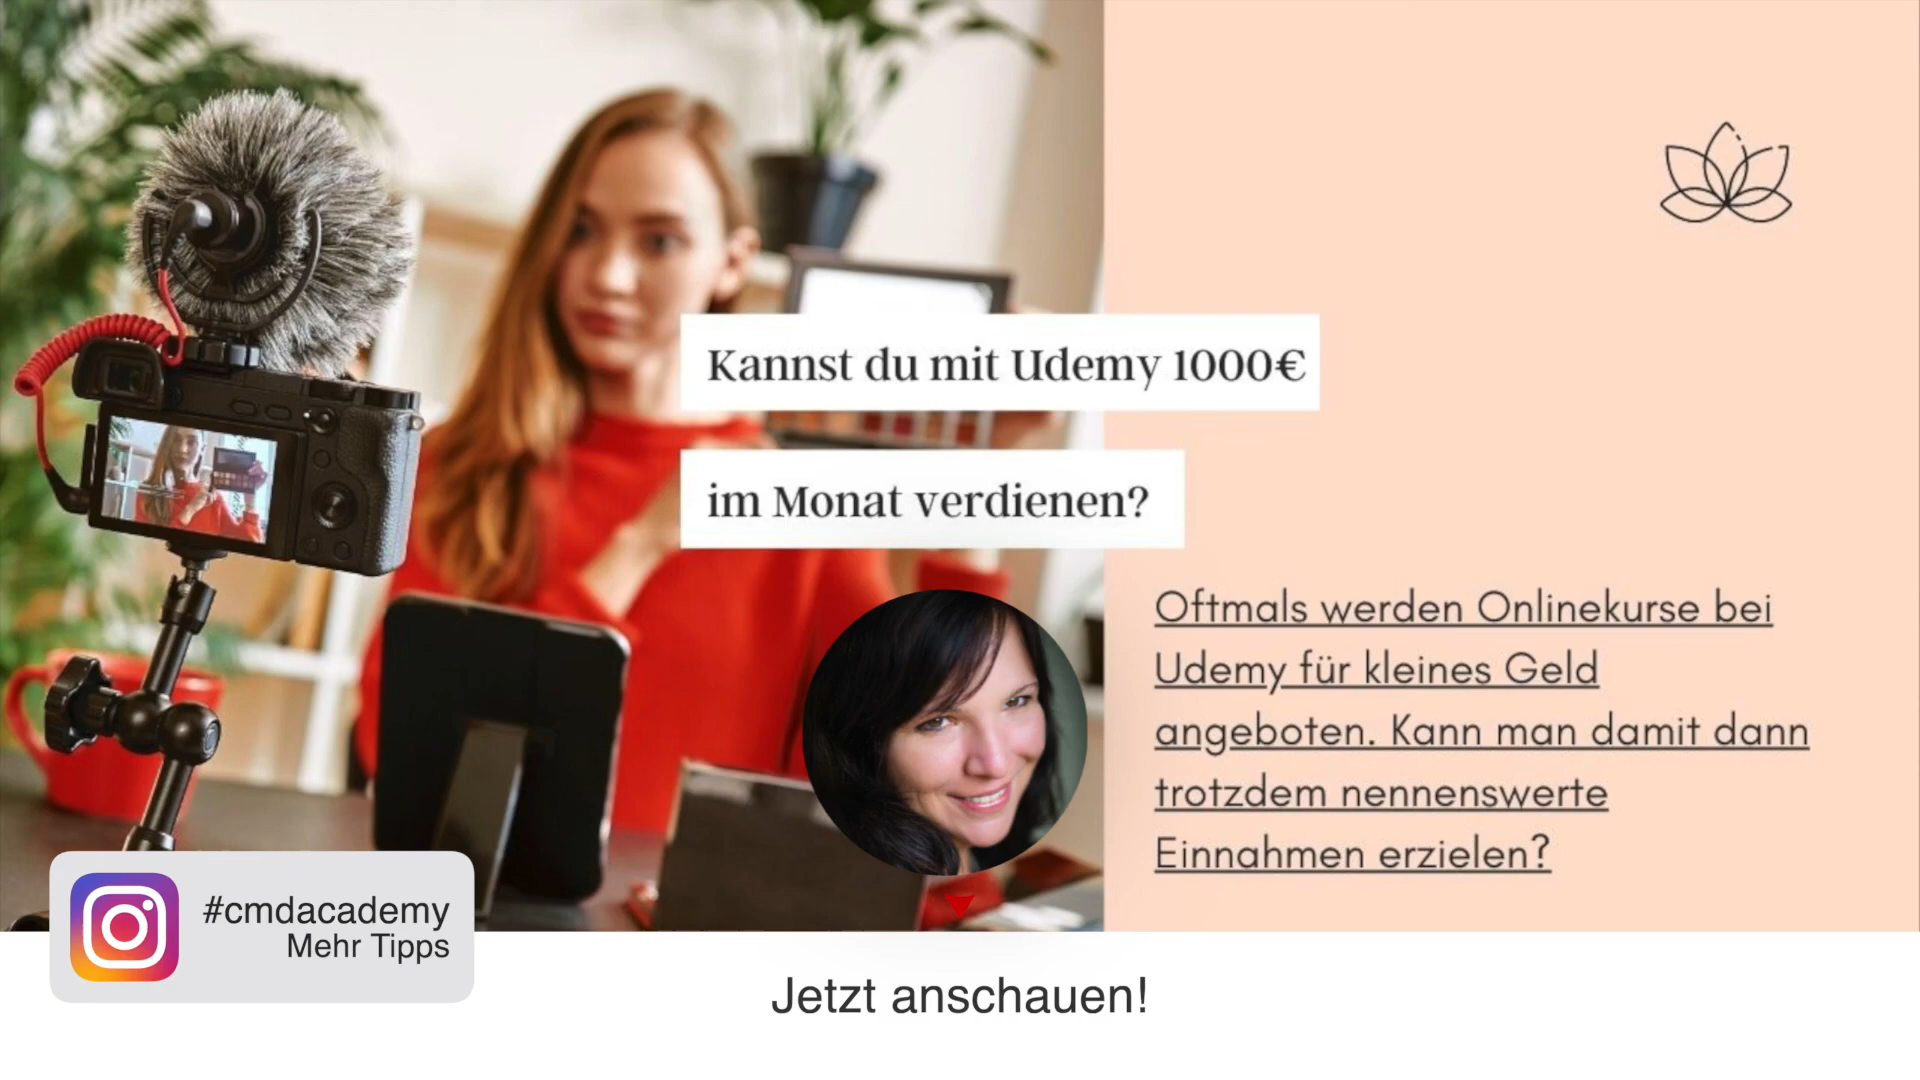 Kannst du mit Udemy 1000€
im Monat verdienen?
Oftmals werden Onlinekurse bei
Udemy für kleines Geld
angeboten. Kann man damit dann
trotzdem nennenswerte
Einnahmen erzielen?
#cmdacademy
Mehr Tipps
Jetzt anschauen!